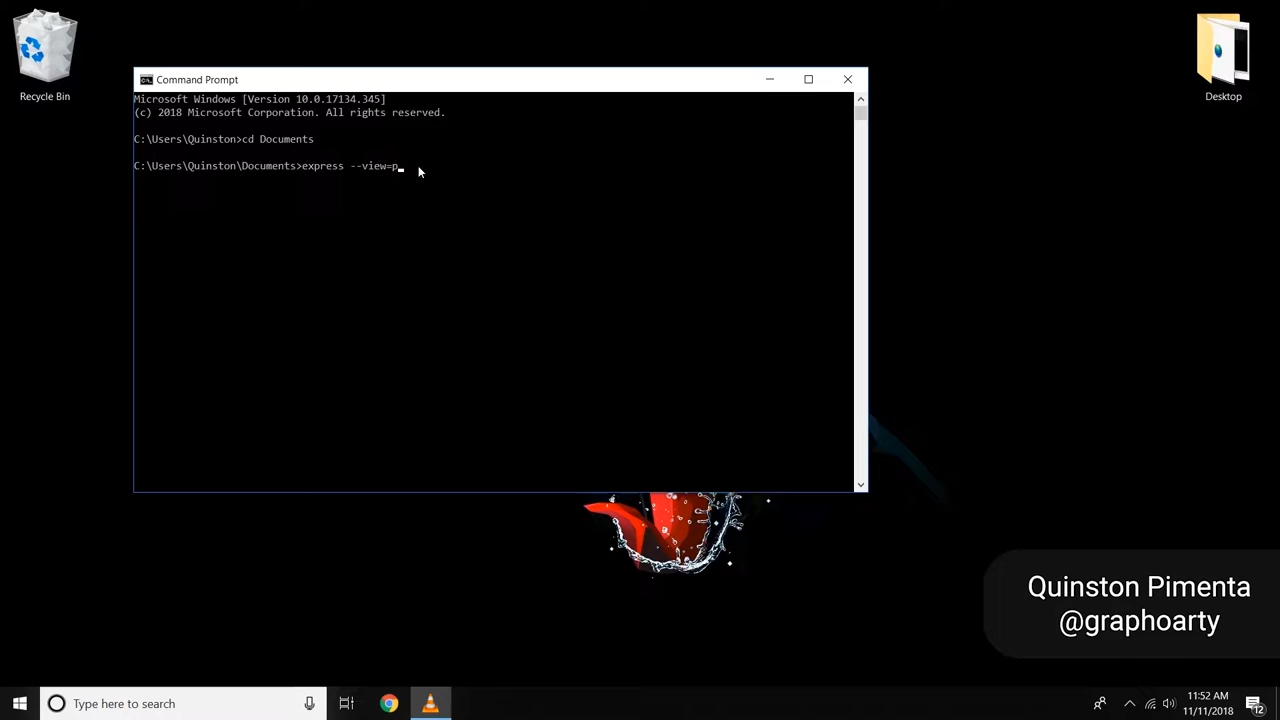 Recycle Bin
Desktop
Command Prompt
Microsoft Windows [Version 10.0.17134.345]
(c) 2018 Microsoft Corporation. All rights reserved.
C:\Users\Quinston>cd Documents
C:\Users\Quinston\Documents>express --view=p
Quinston Pimenta
@graphoarty
Type here to search
11:52 AM
11/11/2018
12